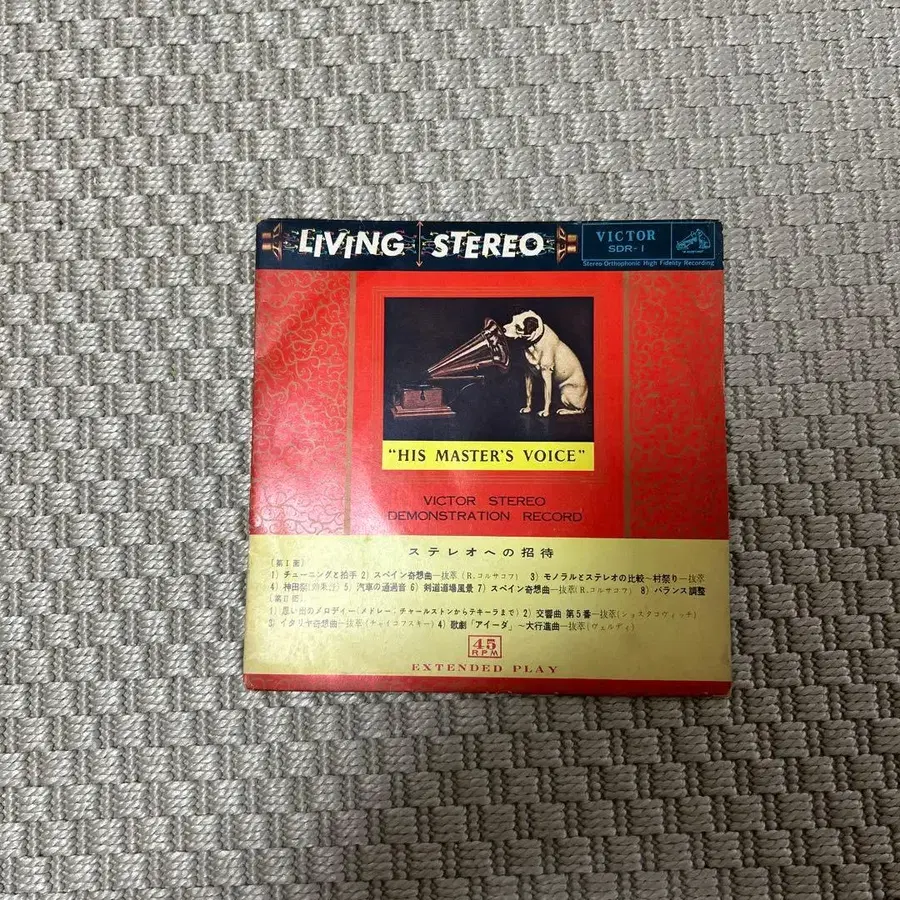 LIVING STEREO
VICTOR
SDR-1
Stereo-Orthophonic High Fidelity Recording
"HIS MASTER'S VOICE"
VICTOR STEREO
DEMONSTRATION RECORD
ステレオへの招待
(第I面)
1) チューニングと拍手 2) スペイン奇想曲―抜萃 (R.コルサコフ) 3) モノラルとステレオの比較~村祭り―抜萃
4) 神田祭 5) 汽車の通過音 6) 剣道道場風景 7) スペイン奇想曲―抜萃 (R.コルサコフ) 8) バランス調整
(第II面)
1) 思い出のメロディー (メドレー:チャールストンからテキーラまで) 2) 交響曲 第5番―抜萃 (ショスタコヴィッチ)
3) イタリヤ奇想曲―抜萃 (チャイコフスキー) 4) 歌劇「アイーダ」~大行進曲―抜萃 (ヴェルディ)
45
RPM
EXTENDED PLAY